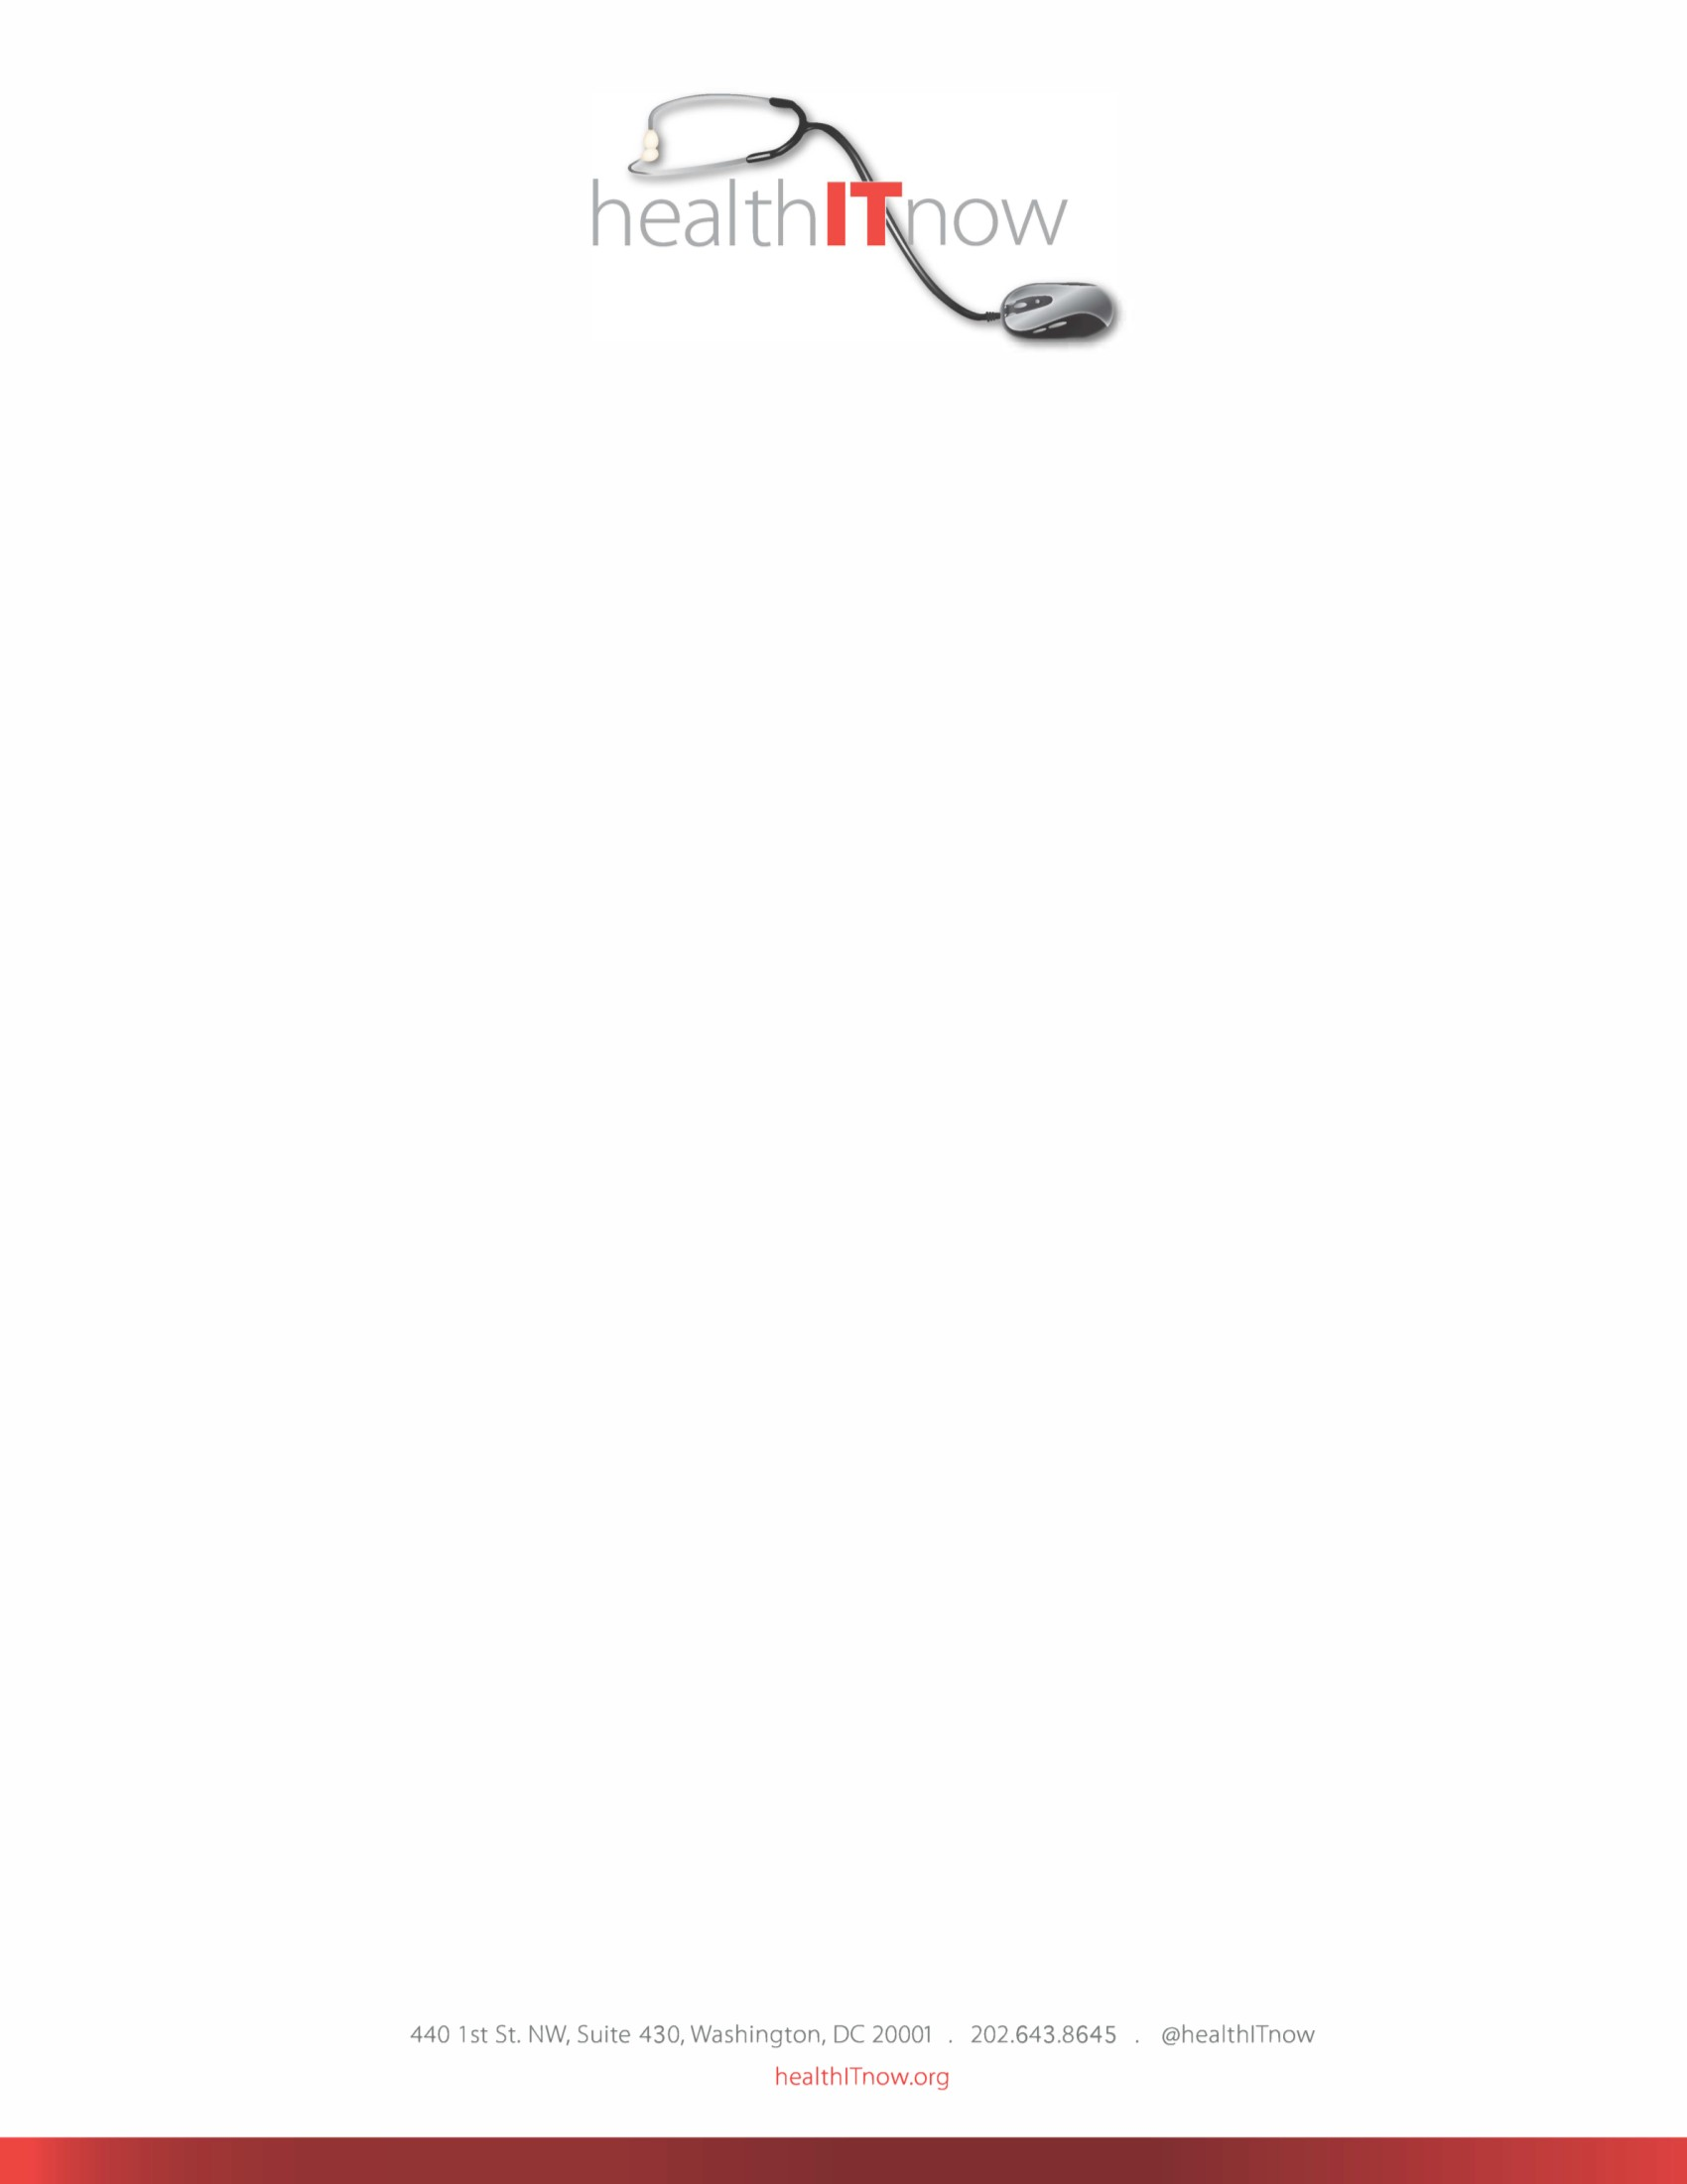 healthITnow
440 1st St. NW, Suite 430, Washington, DC 20001 . 202.643.8645 . @healthITnow
healthITnow.org